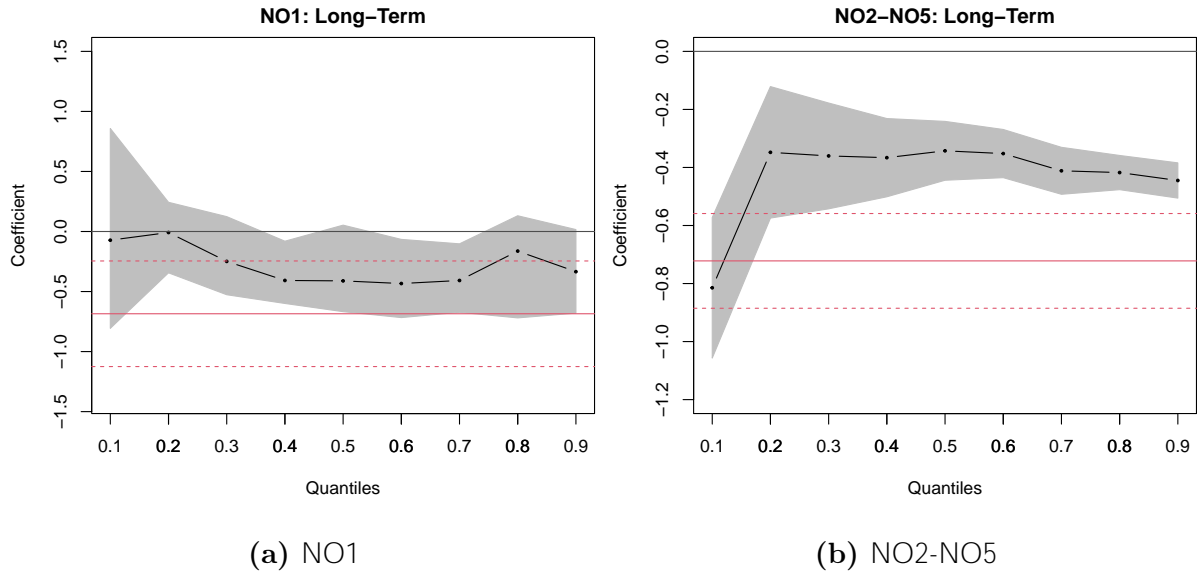 NO1: Long−Term
Coefficient
1.5
1.0
0.5
0.0
−0.5
−1.0
−1.5
0.1 0.2 0.3 0.4 0.5 0.6 0.7 0.8 0.9
Quantiles
(a) NO1
NO2−NO5: Long−Term
Coefficient
0.0
−0.2
−0.4
−0.6
−0.8
−1.0
−1.2
0.1 0.2 0.3 0.4 0.5 0.6 0.7 0.8 0.9
Quantiles
(b) NO2-NO5